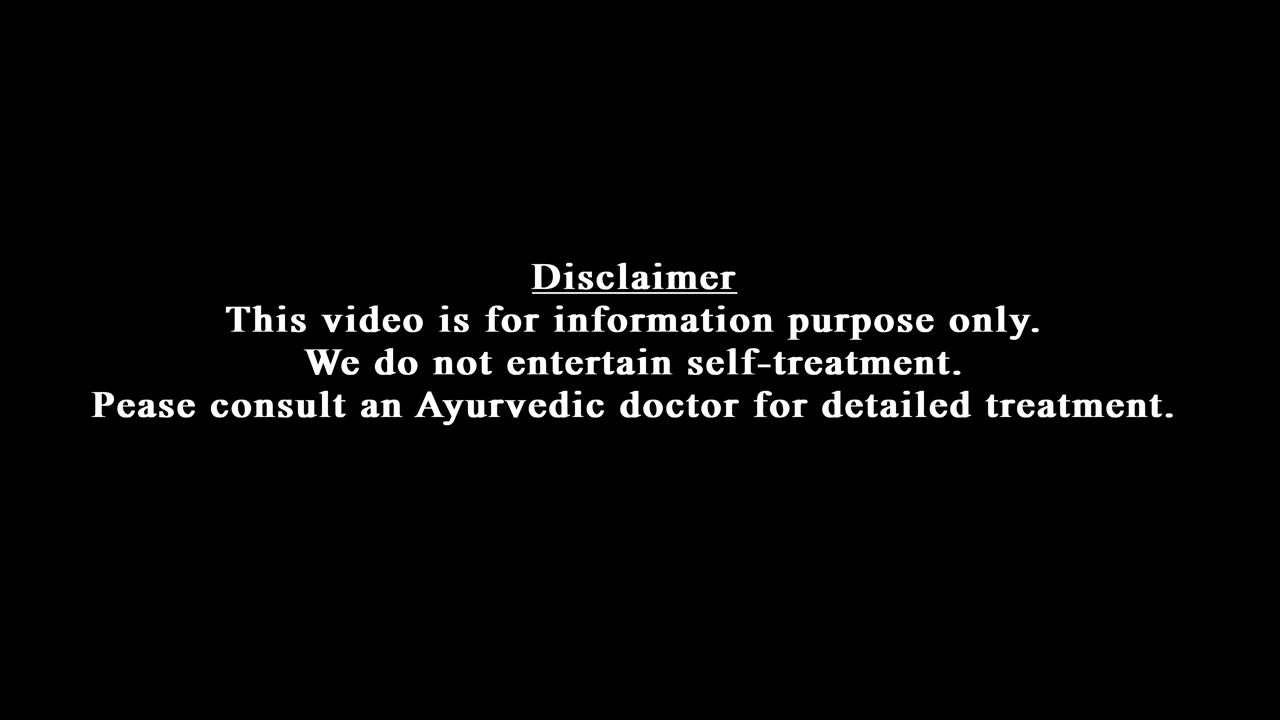 Disclaimer
This video is for information purpose only.
We do not entertain self-treatment.
Pease consult an Ayurvedic doctor for detailed treatment.